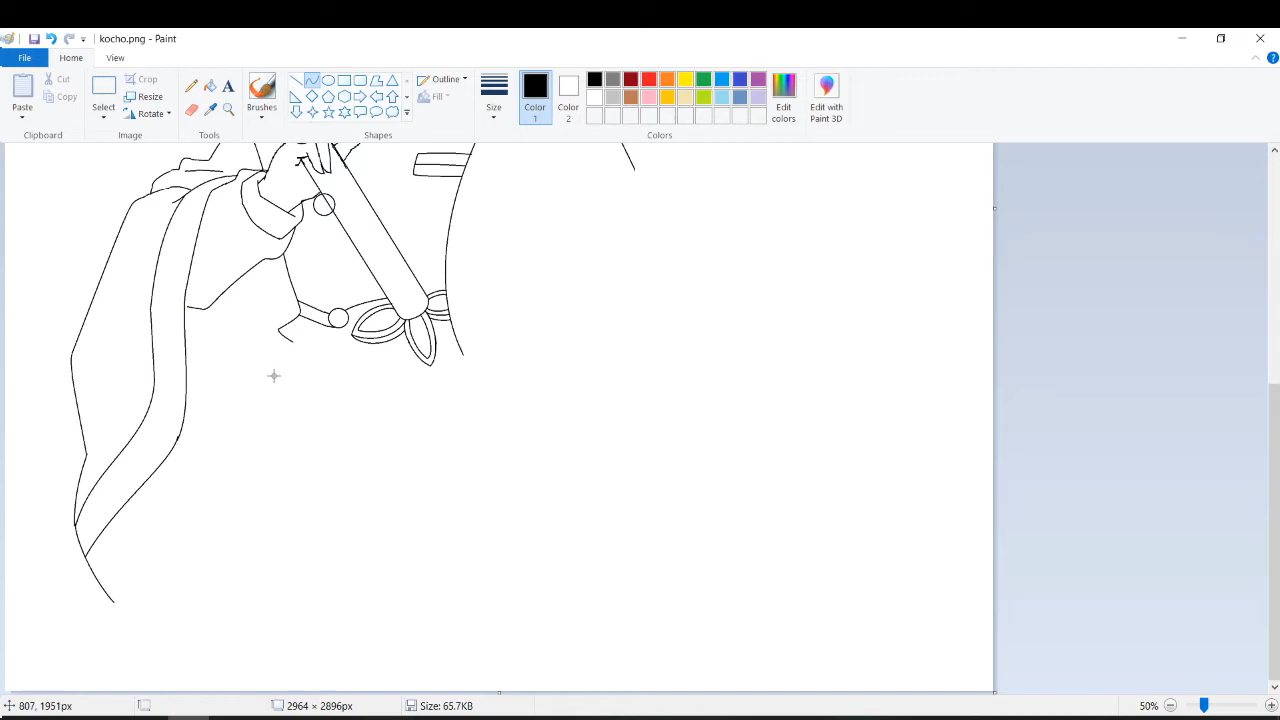 kocho.png - Paint
File Home View
Paste
Cut
Copy
Clipboard
Select
Crop
Resize
Rotate
Image
A
Tools
Brushes
Outline
Fill
Shapes
Size
Color 1
Color 2
Edit colors
Edit with Paint 3D
Colors
807, 1951px 2964 × 2896px Size: 65.7KB 50%